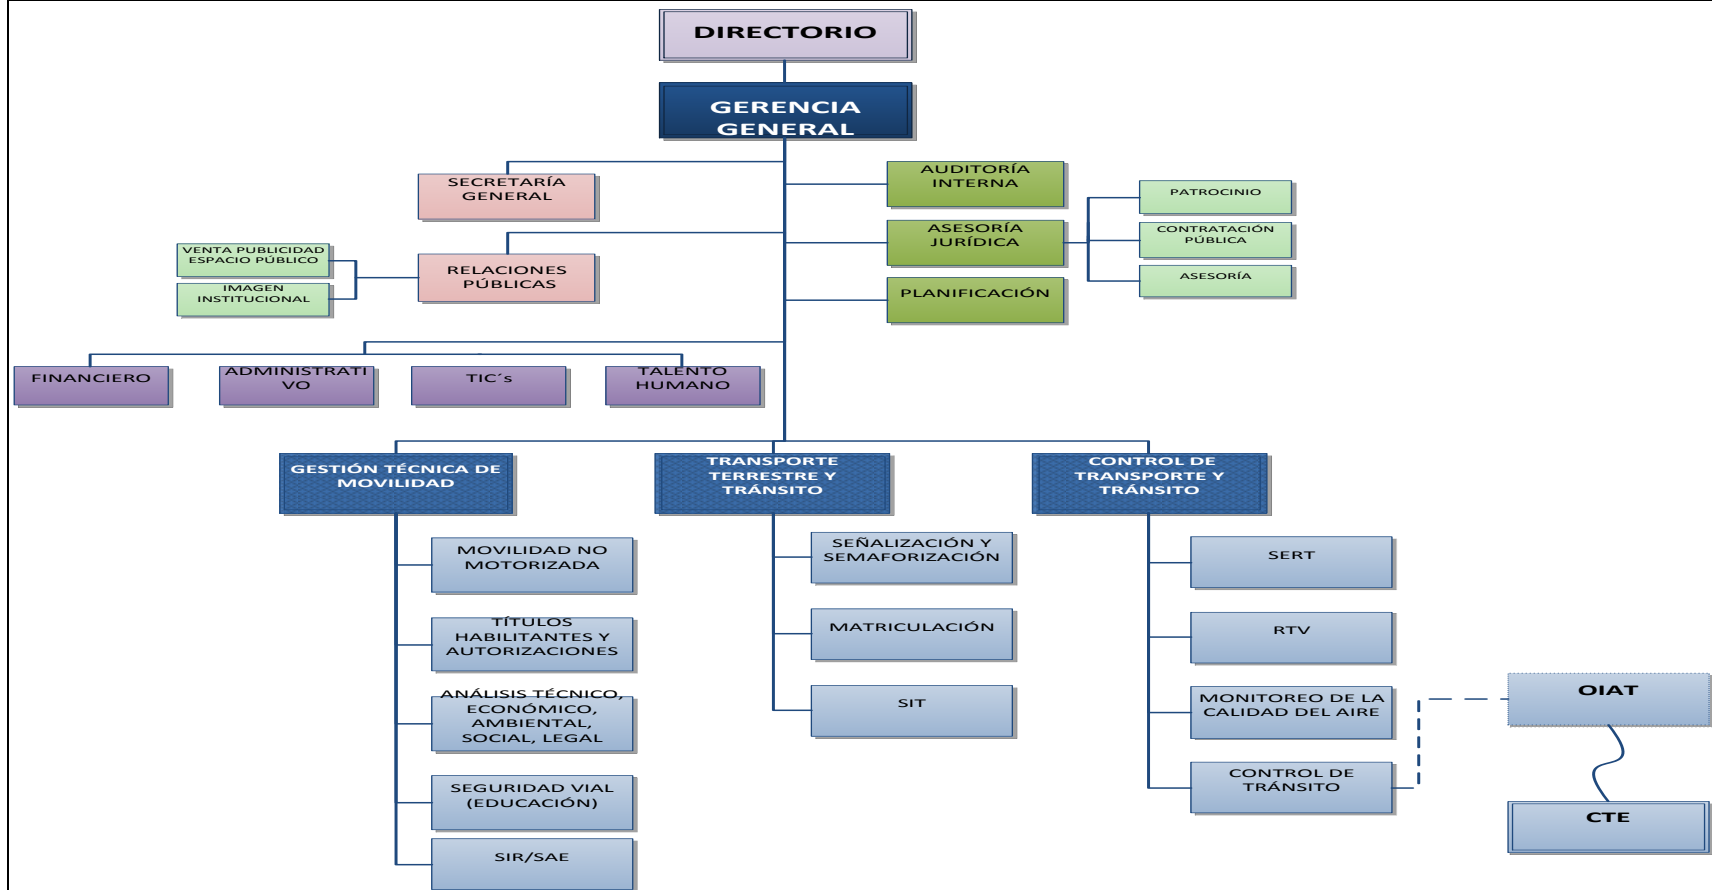 DIRECTORIO
GERENCIA
GENERAL
SECRETARÍA
GENERAL
AUDITORÍA
INTERNA
PATROCINIO
ASESORÍA
JURÍDICA
CONTRATACIÓN
PÚBLICA
VENTA PUBLICIDAD
ESPACIO PÚBLICO
RELACIONES
PÚBLICAS
ASESORÍA
IMAGEN
INSTITUCIONAL
PLANIFICACIÓN
FINANCIERO
ADMINISTRATI
VO
TIC´s
TALENTO
HUMANO
GESTIÓN TÉCNICA DE
MOVILIDAD
TRANSPORTE
TERRESTRE Y
TRÁNSITO
CONTROL DE
TRANSPORTE Y
TRÁNSITO
MOVILIDAD NO
MOTORIZADA
SEÑALIZACIÓN Y
SEMAFORIZACIÓN
SERT
TÍTULOS
HABILITANTES Y
AUTORIZACIONES
MATRICULACIÓN
RTV
ANÁLISIS TÉCNICO,
ECONÓMICO,
AMBIENTAL,
SOCIAL, LEGAL
SIT
MONITOREO DE LA
CALIDAD DEL AIRE
OIAT
SEGURIDAD VIAL
(EDUCACIÓN)
CONTROL DE
TRÁNSITO
CTE
SIR/SAE